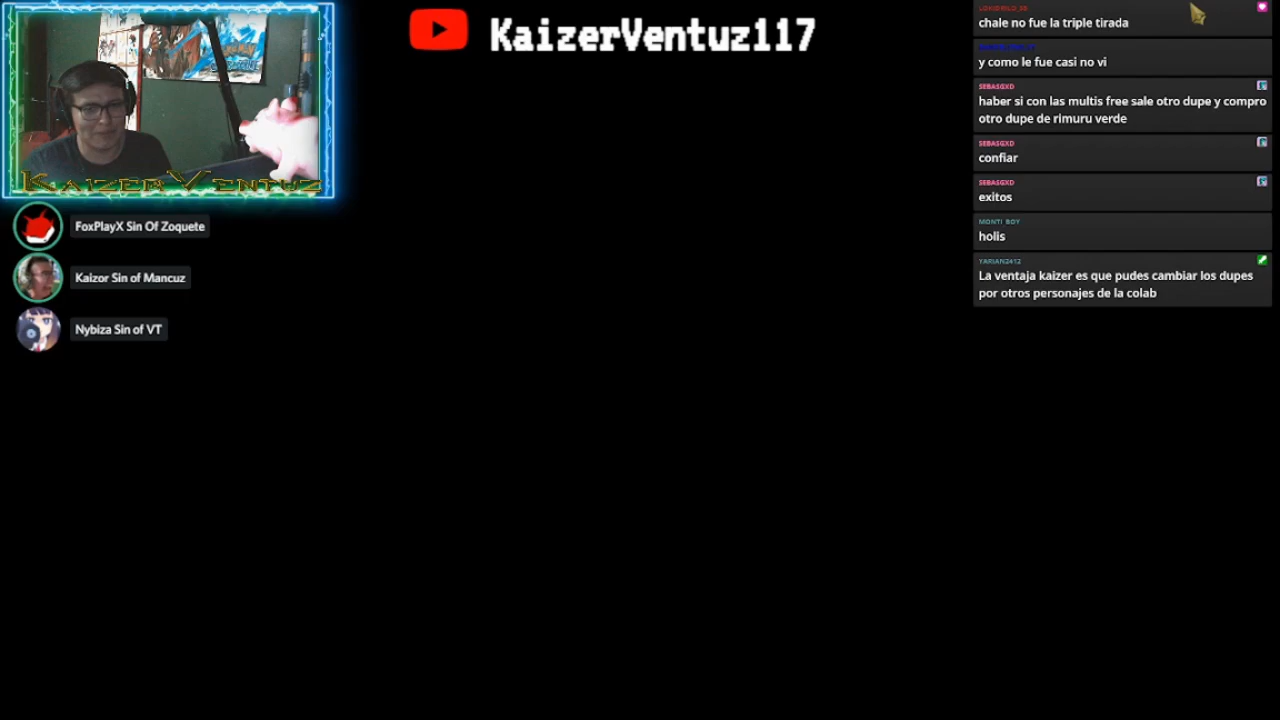 KaizerVentuz117
KaizerVentuz
FoxPlayX Sin Of Zoquete
Kaizor Sin of Mancuz
Nybiza Sin of VT
chale no fue la triple tirada
y como le fue casi no vi
SEBASGXD
haber si con las multis free sale otro dupe y compro
otro dupe de rimuru verde
SEBASGXD
confiar
SEBASGXD
exitos
MONTI BOY
holis
YARIAN2412
La ventaja kaizer es que pudes cambiar los dupes
por otros personajes de la colab